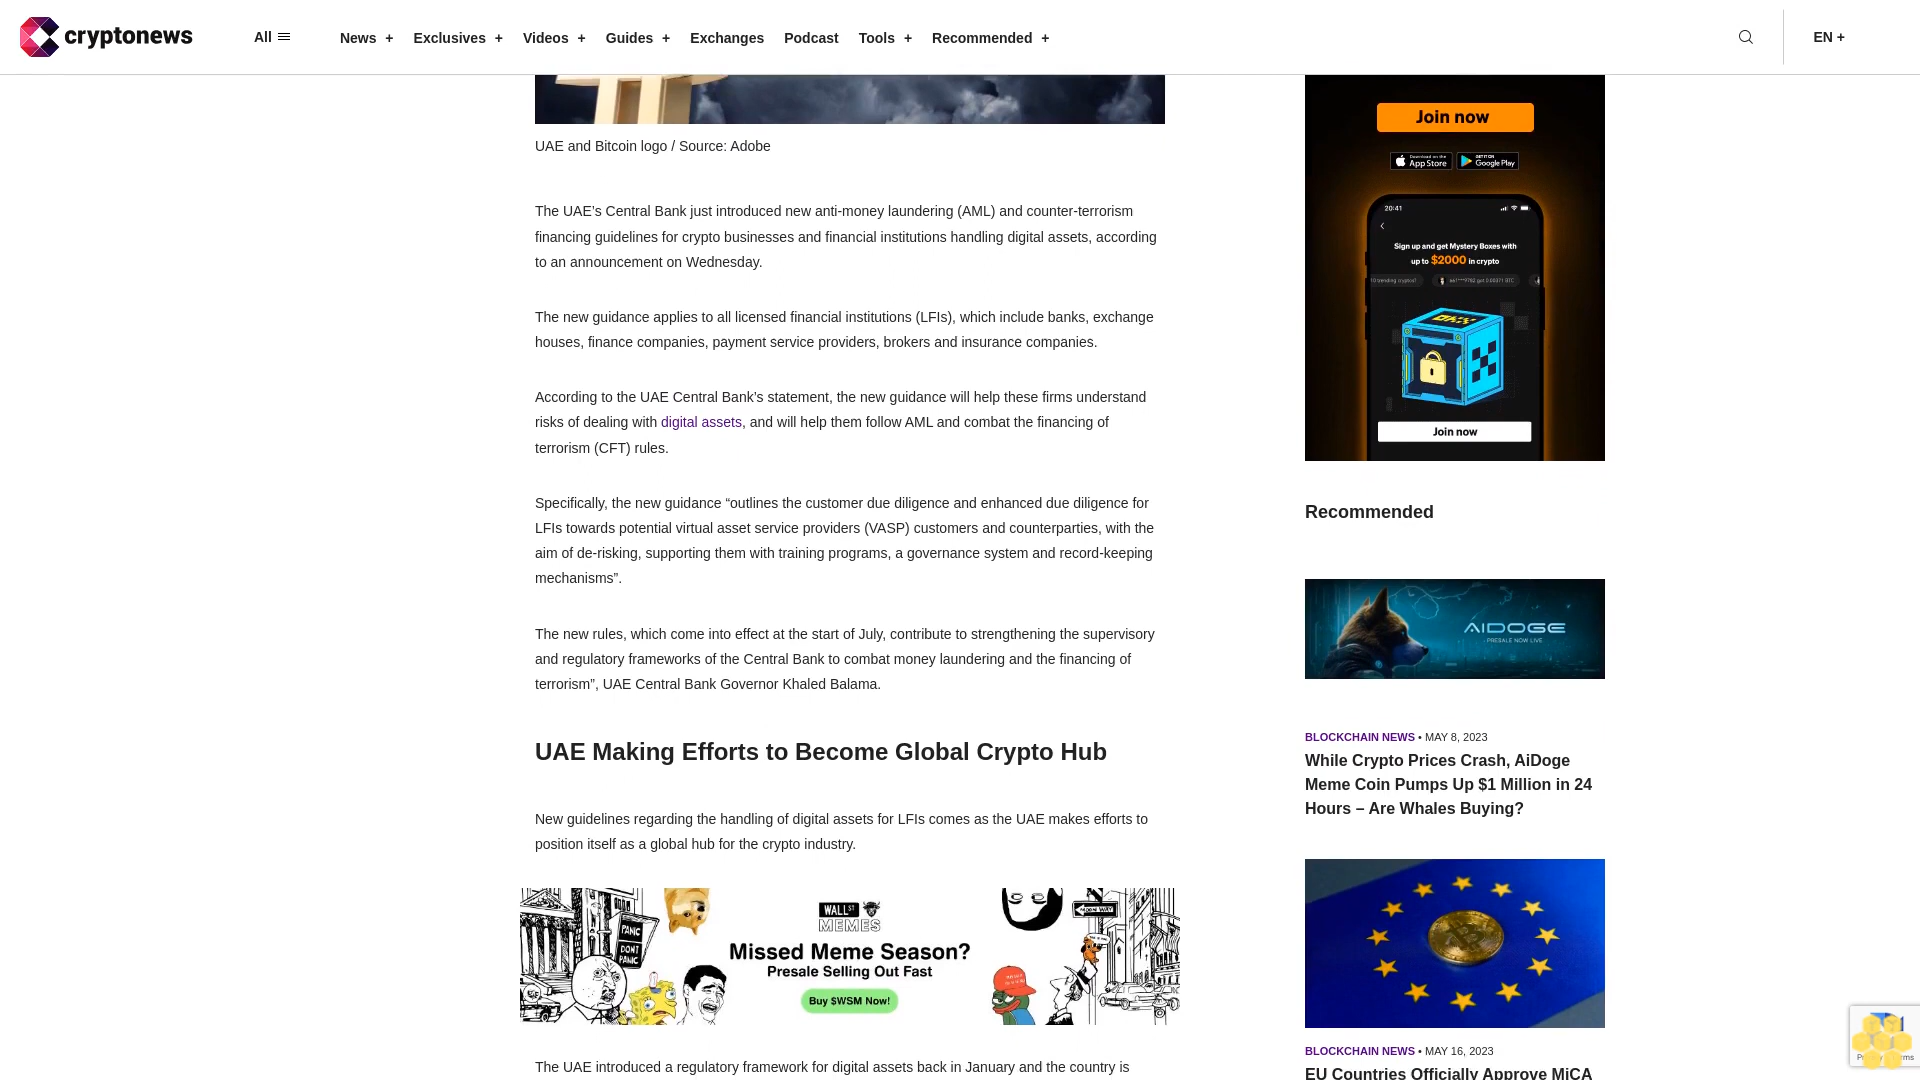 cryptonews
All
News +
Exclusives +
Videos +
Guides +
Exchanges
Podcast
Tools +
Recommended +
EN +
UAE and Bitcoin logo / Source: Adobe
The UAE’s Central Bank just introduced new anti-money laundering (AML) and counter-terrorism
financing guidelines for crypto businesses and financial institutions handling digital assets, according
to an announcement on Wednesday.
The new guidance applies to all licensed financial institutions (LFIs), which include banks, exchange
houses, finance companies, payment service providers, brokers and insurance companies.
According to the UAE Central Bank’s statement, the new guidance will help these firms understand
risks of dealing with digital assets, and will help them follow AML and combat the financing of
terrorism (CFT) rules.
Specifically, the new guidance “outlines the customer due diligence and enhanced due diligence for
LFIs towards potential virtual asset service providers (VASP) customers and counterparties, with the
aim of de-risking, supporting them with training programs, a governance system and record-keeping
mechanisms”.
The new rules, which come into effect at the start of July, contribute to strengthening the supervisory
and regulatory frameworks of the Central Bank to combat money laundering and the financing of
terrorism”, UAE Central Bank Governor Khaled Balama.
UAE Making Efforts to Become Global Crypto Hub
New guidelines regarding the handling of digital assets for LFIs comes as the UAE makes efforts to
position itself as a global hub for the crypto industry.
WALL ST
MEMES
PANIC
DONT
PANIC
Missed Meme Season?
Presale Selling Out Fast
Buy $WSM Now!
The UAE introduced a regulatory framework for digital assets back in January and the country is
Join now
Download on the
App Store
GET IT ON
Google Play
20:41
Sign up and get Mystery Boxes with
up to $2000 in crypto
Join now
Recommended
AIDOGE
PRESALE NOW LIVE
BLOCKCHAIN NEWS • MAY 8, 2023
While Crypto Prices Crash, AiDoge
Meme Coin Pumps Up $1 Million in 24
Hours – Are Whales Buying?
BLOCKCHAIN NEWS • MAY 16, 2023
EU Countries Officially Approve MiCA